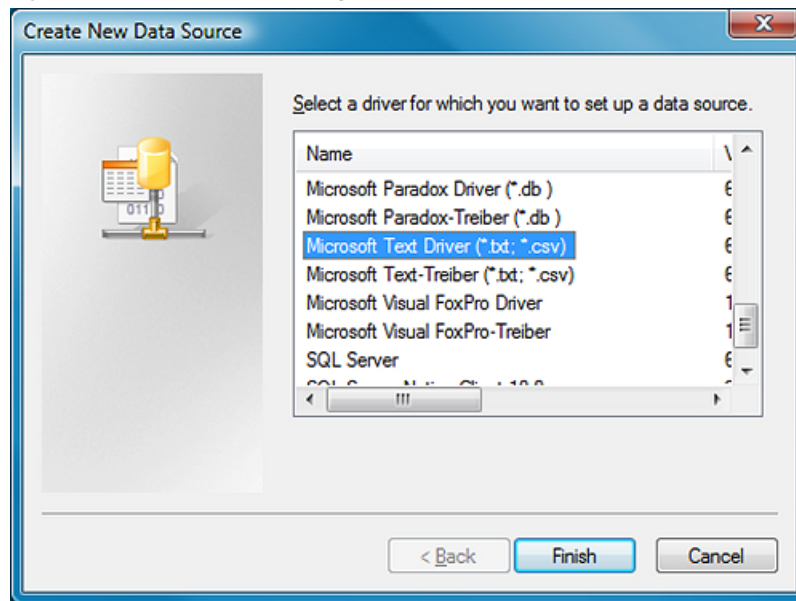 Create New Data Source
Select a driver for which you want to set up a data source.
Name
Microsoft Paradox Driver (*.db )
Microsoft Paradox-Treiber (*.db )
Microsoft Text Driver (*.txt; *.csv)
Microsoft Text-Treiber (*.txt; *.csv)
Microsoft Visual FoxPro Driver
Microsoft Visual FoxPro-Treiber
SQL Server
< Back Finish Cancel